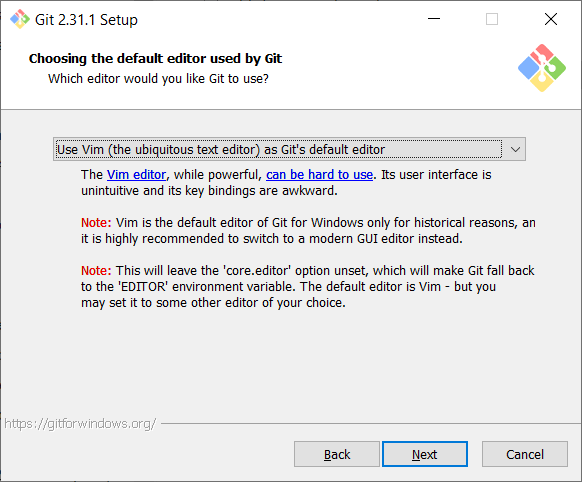 Git 2.31.1 Setup
Choosing the default editor used by Git
Which editor would you like Git to use?
Use Vim (the ubiquitous text editor) as Git's default editor
The Vim editor, while powerful, can be hard to use. Its user interface is
unintuitive and its key bindings are awkward.
Note: Vim is the default editor of Git for Windows only for historical reasons, an
it is highly recommended to switch to a modern GUI editor instead.
Note: This will leave the 'core.editor' option unset, which will make Git fall back
to the 'EDITOR' environment variable. The default editor is Vim - but you
may set it to some other editor of your choice.
https://gitforwindows.org/
Back
Next
Cancel